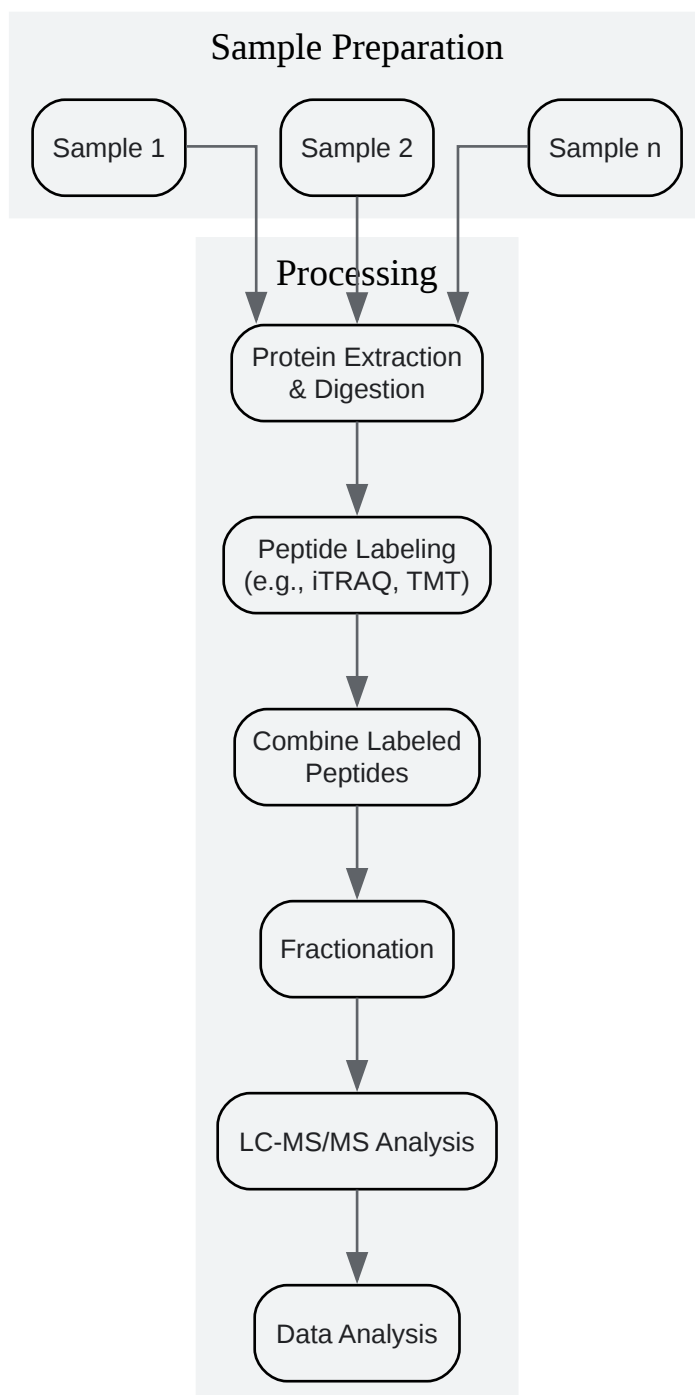 Sample Preparation
Sample 1
Sample 2
Sample n
Processing
Protein Extraction
& Digestion
Peptide Labeling
(e.g., iTRAQ, TMT)
Combine Labeled
Peptides
Fractionation
LC-MS/MS Analysis
Data Analysis